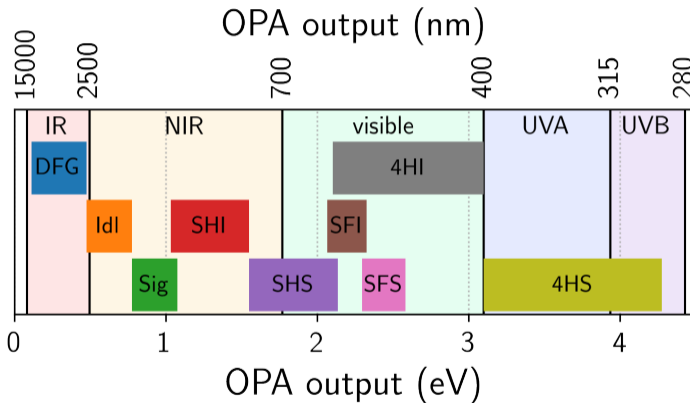 OPA output (nm)
15000 2500 700 400 315 280
IR NIR visible UVA UVB
DFG 4HI
IdI SHI SFI
Sig SHS SFS 4HS
0 1 2 3 4
OPA output (eV)